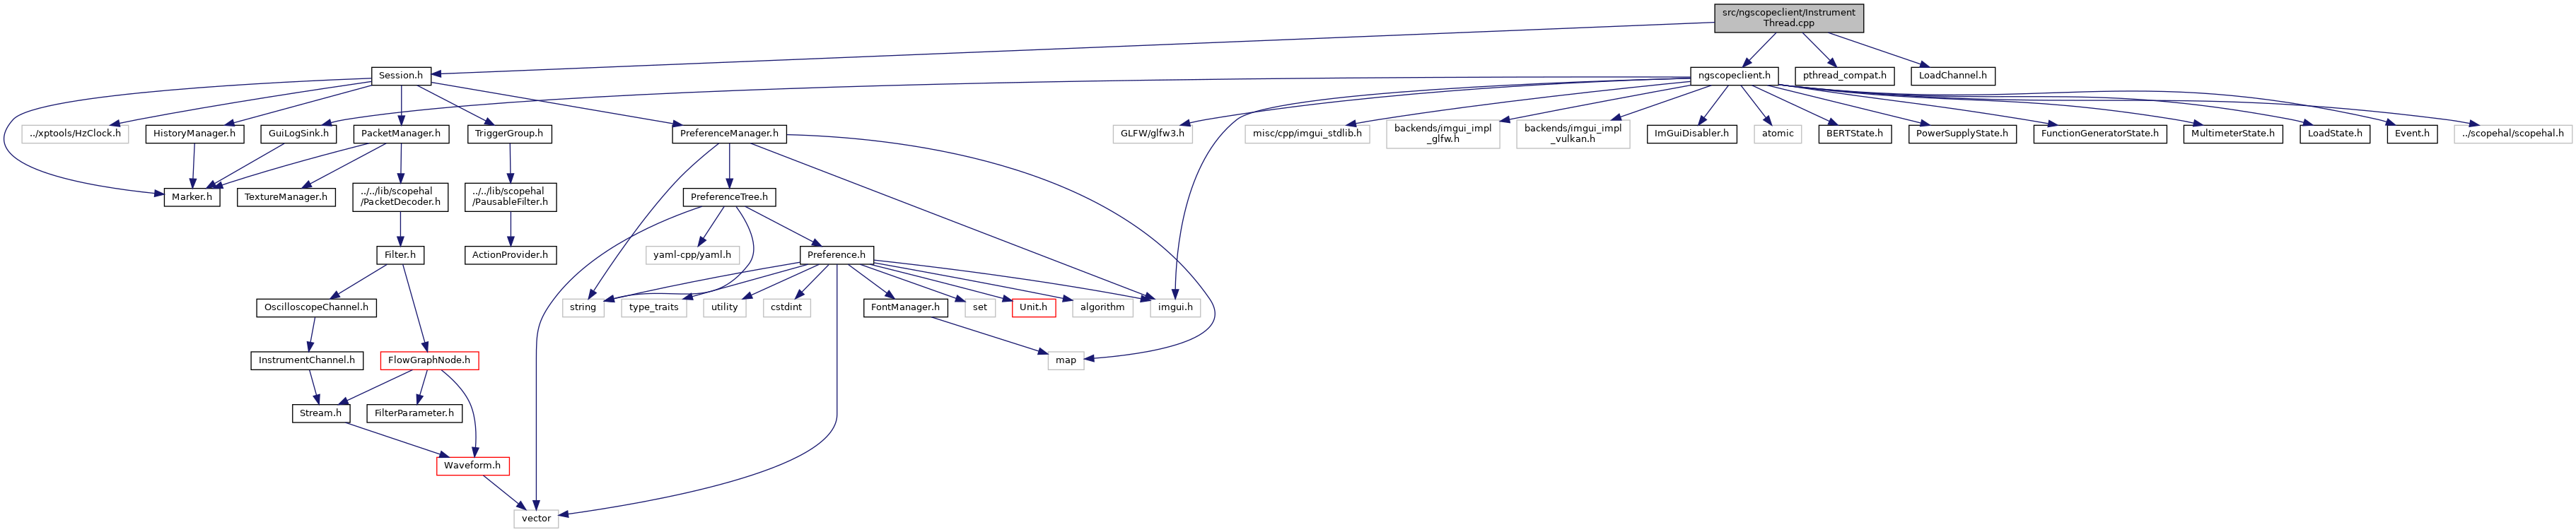 src/ngscopeclient/Instrument
Thread.cpp
Session.h
ngscopeclient.h
pthread_compat.h
LoadChannel.h
../xptools/HzClock.h
HistoryManager.h
GuiLogSink.h
PacketManager.h
TriggerGroup.h
PreferenceManager.h
GLFW/glfw3.h
misc/cpp/imgui_stdlib.h
backends/imgui_impl
_glfw.h
backends/imgui_impl
_vulkan.h
ImGuiDisabler.h
atomic
BERTState.h
PowerSupplyState.h
FunctionGeneratorState.h
MultimeterState.h
LoadState.h
Event.h
../scopehal/scopehal.h
Marker.h
TextureManager.h
../../lib/scopehal
/PacketDecoder.h
../../lib/scopehal
/PausableFilter.h
PreferenceTree.h
Filter.h
ActionProvider.h
yaml-cpp/yaml.h
Preference.h
OscilloscopeChannel.h
string
type_traits
utility
cstdint
FontManager.h
set
Unit.h
algorithm
imgui.h
InstrumentChannel.h
FlowGraphNode.h
map
Stream.h
FilterParameter.h
Waveform.h
vector